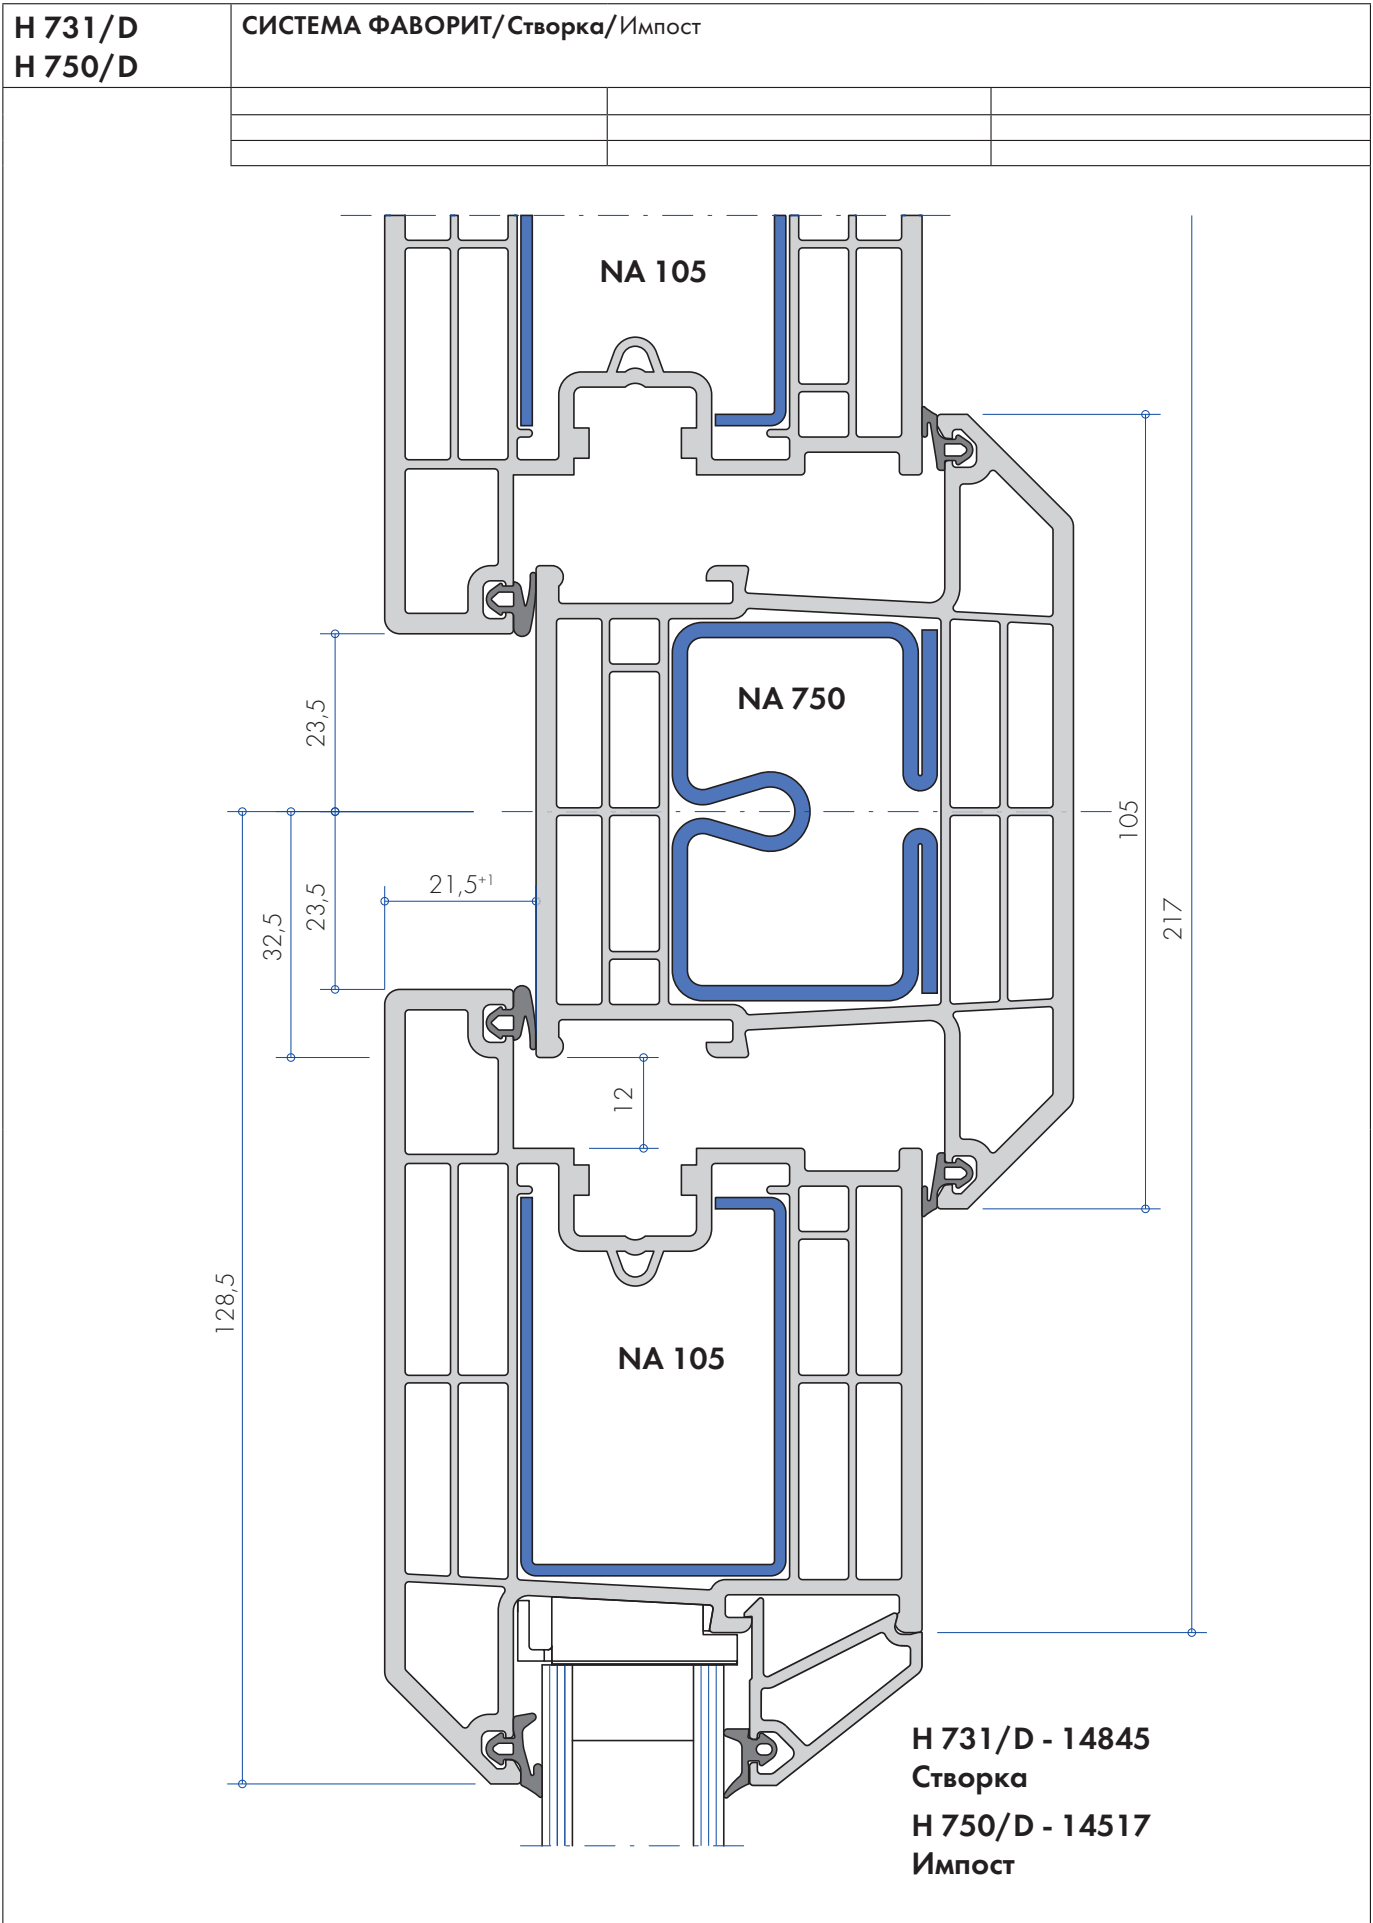 H 731/D
H 750/D
СИСТЕМА ФАВОРИТ/Створка/Импост
NA 105
NA 750
23,5
105
21,5+1
23,5
32,5
217
12
128,5
NA 105
H 731/D - 14845
Створка
H 750/D - 14517
Импост